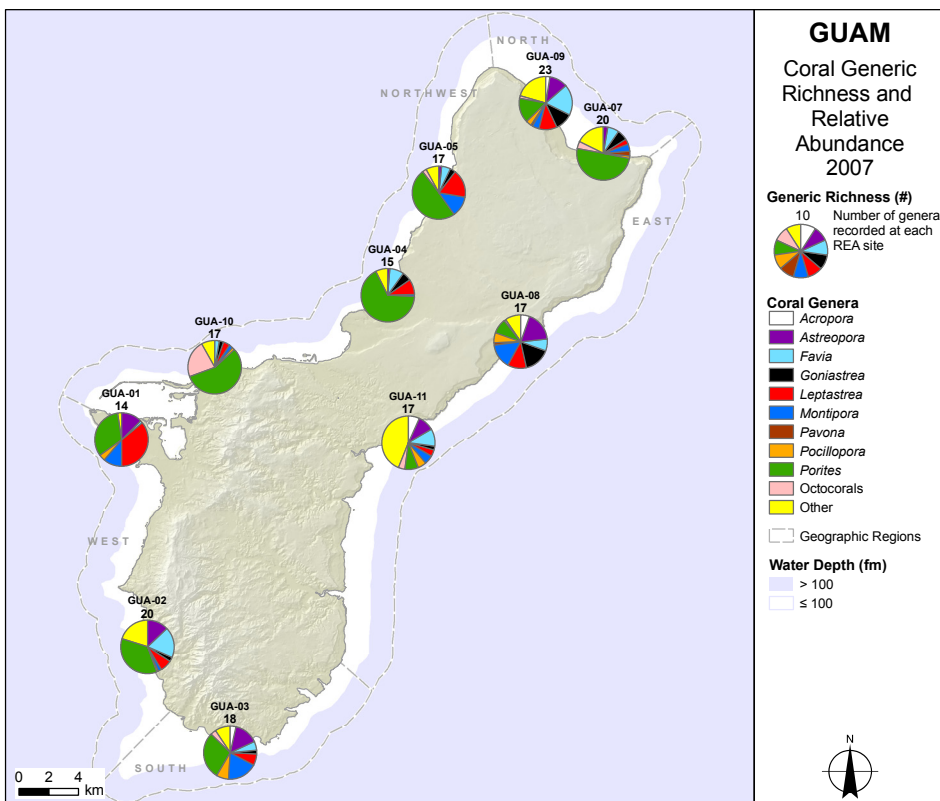 NORTH
GUA-09
23
NORTHWEST
GUA-07
20
GUA-05
17
EAST
GUA-04
15
GUA-08
17
GUA-10
17
GUA-01
14
GUA-11
17
WEST
GUA-02
20
GUA-03
18
SOUTH
0 2 4
km
GUAM
Coral Generic
Richness and
Relative
Abundance
2007
Generic Richness (#)
10
Number of genera
recorded at each
REA site
Coral Genera
Acropora
Astreopora
Favia
Goniastrea
Leptastrea
Montipora
Pavona
Pocillopora
Porites
Octocorals
Other
Geographic Regions
Water Depth (fm)
> 100
≤ 100
N